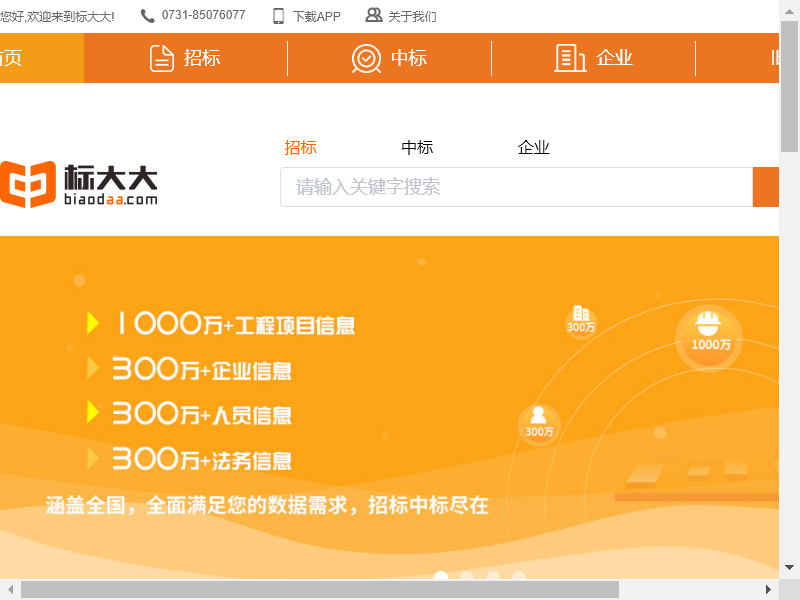 您好,欢迎来到标大大! 0731-85076077 下载APP 关于我们
首页 招标 中标 企业
招标 中标 企业
标大大
biaodaa.com
请输入关键字搜索
1000万+工程项目信息
300万
1000万
300万+企业信息
300万+人员信息
300万
300万+法务信息
涵盖全国，全面满足您的数据需求，招标中标尽在